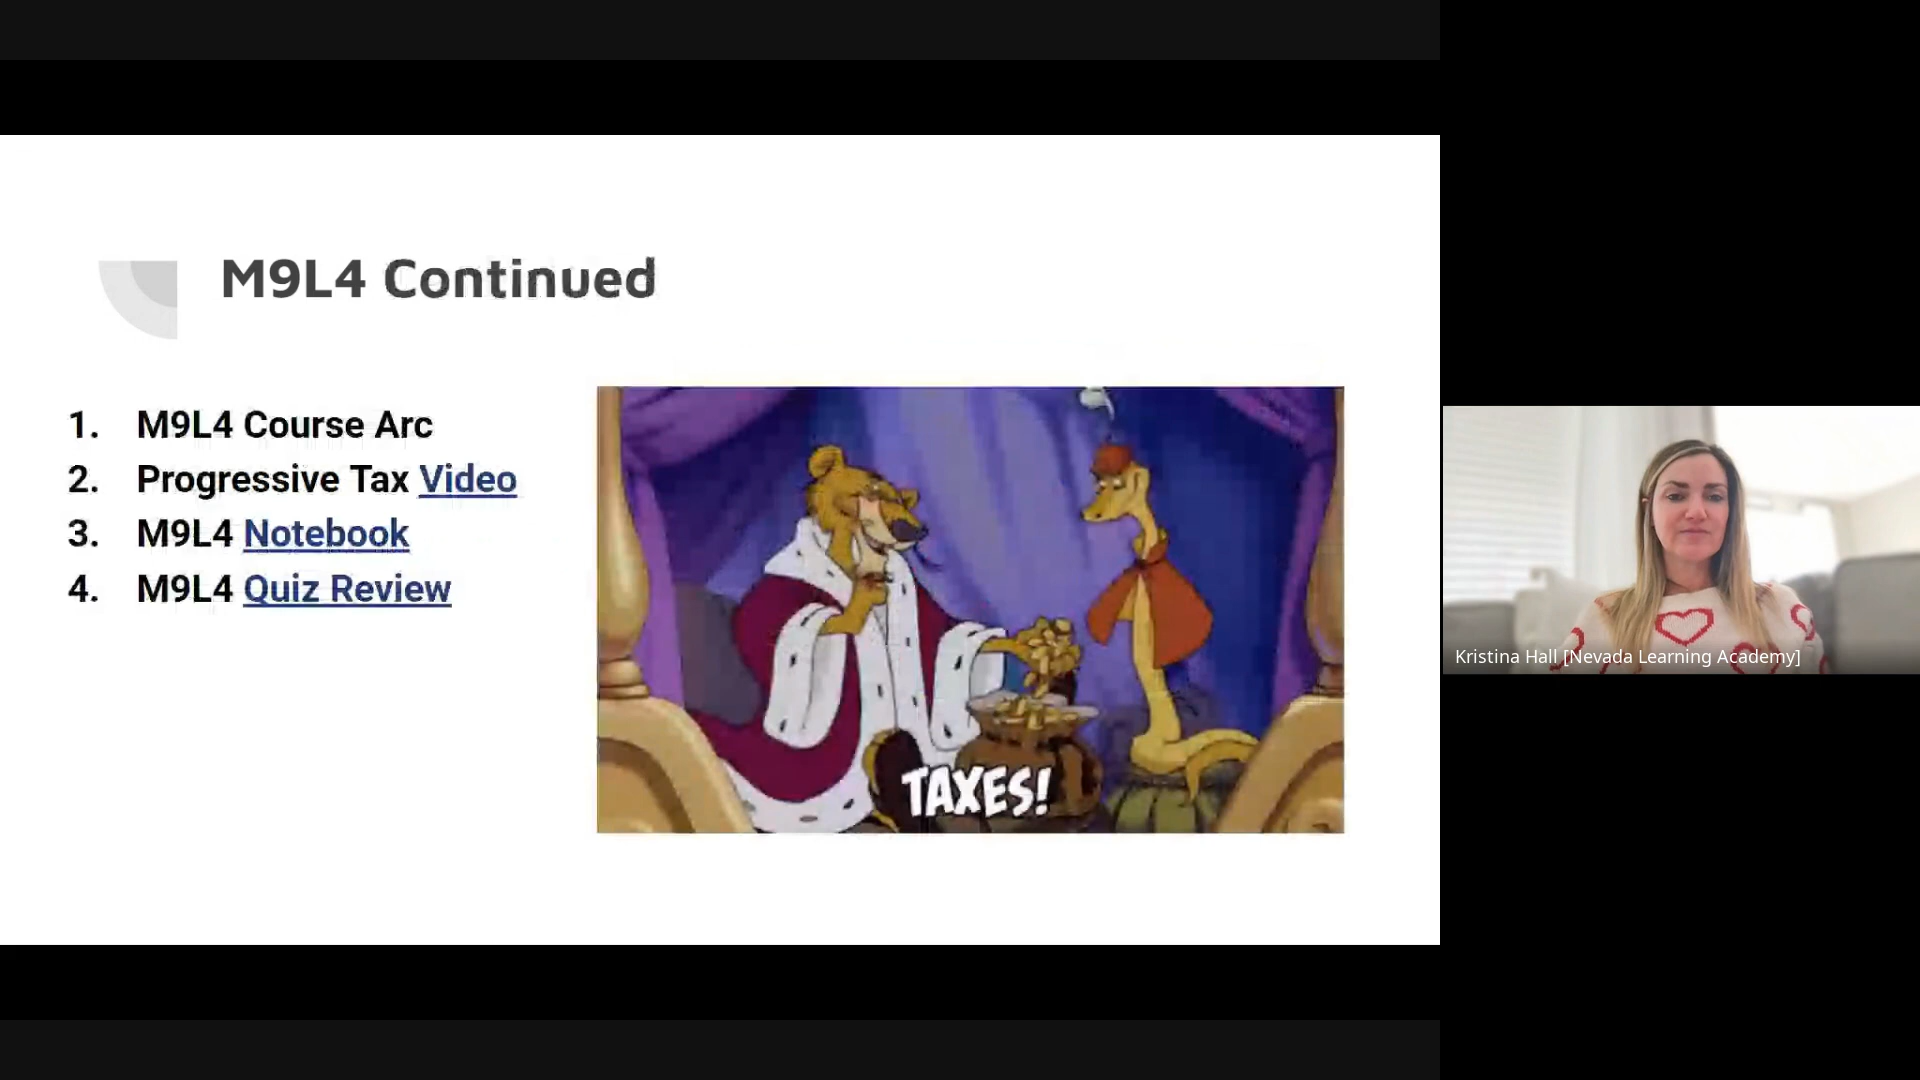 M9L4 Continued
1. M9L4 Course Arc
2. Progressive Tax Video
3. M9L4 Notebook
4. M9L4 Quiz Review
TAXES!
Kristina Hall [Nevada Learning Academy]